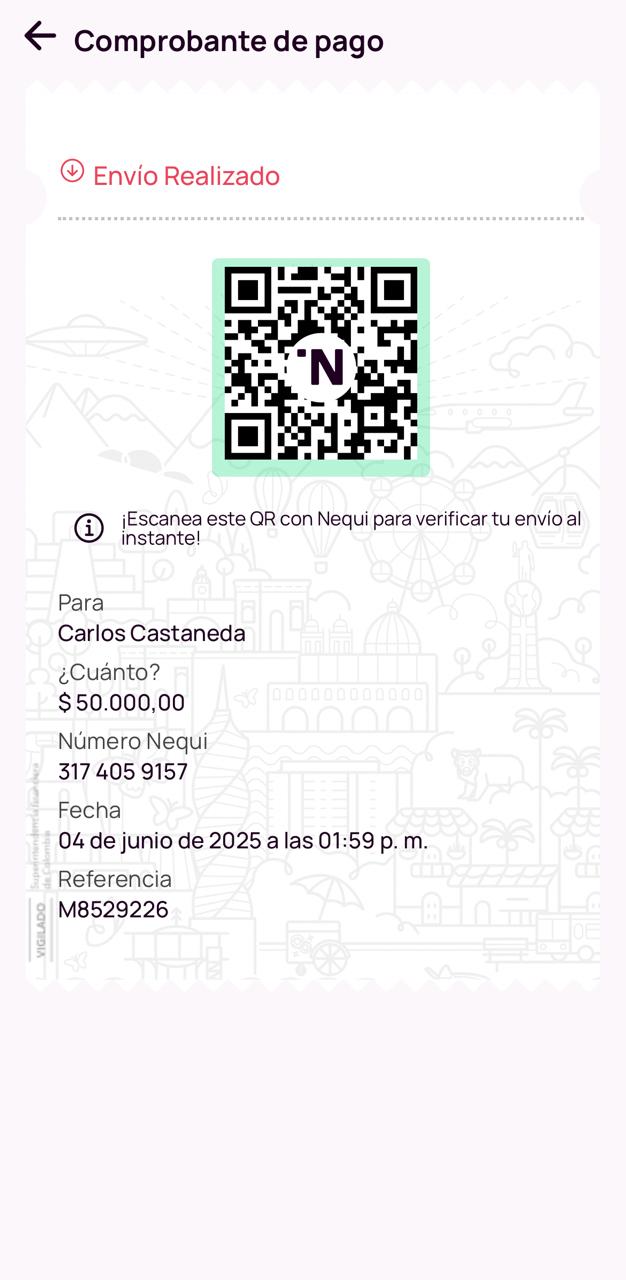 Comprobante de pago
Envío Realizado
N
¡Escanea este QR con Nequi para verificar tu envío al
instante!
Para
Carlos Castaneda
¿Cuánto?
$ 50.000,00
Número Nequi
317 405 9157
Fecha
04 de junio de 2025 a las 01:59 p. m.
Referencia
M8529226
VIGILADO
Superintendencia Financiera
de Colombia